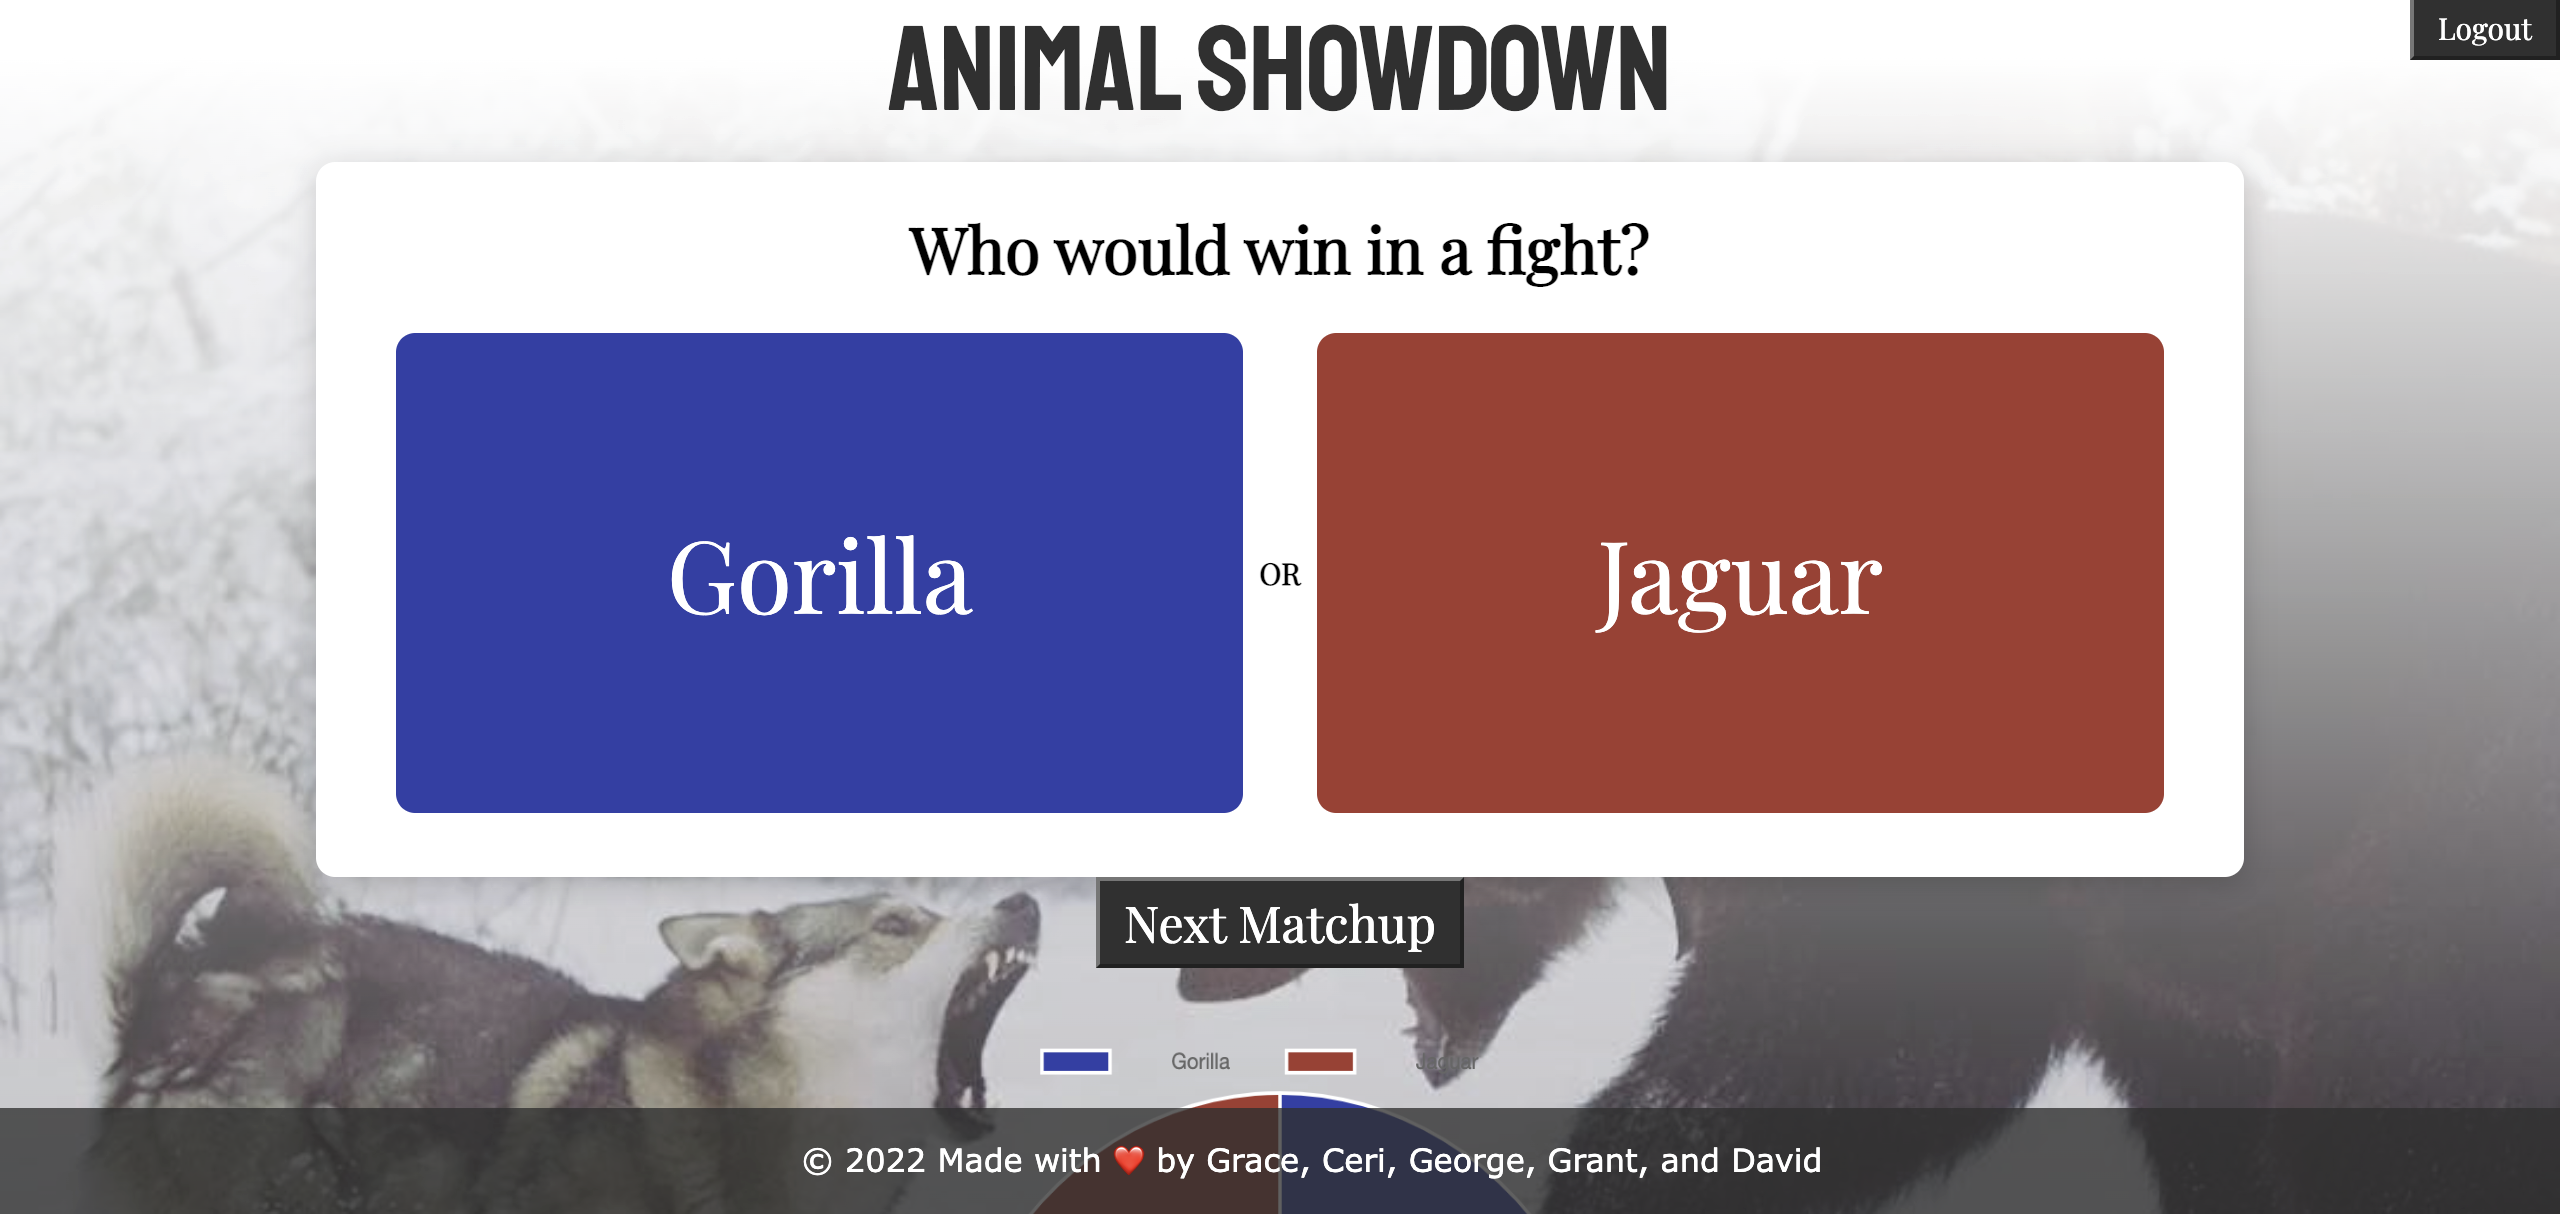 ANIMAL SHOWDOWN
Logout
Who would win in a fight?
Gorilla
OR
Jaguar
Next Matchup
Gorilla
Jaguar
© 2022 Made with ❤️ by Grace, Ceri, George, Grant, and David